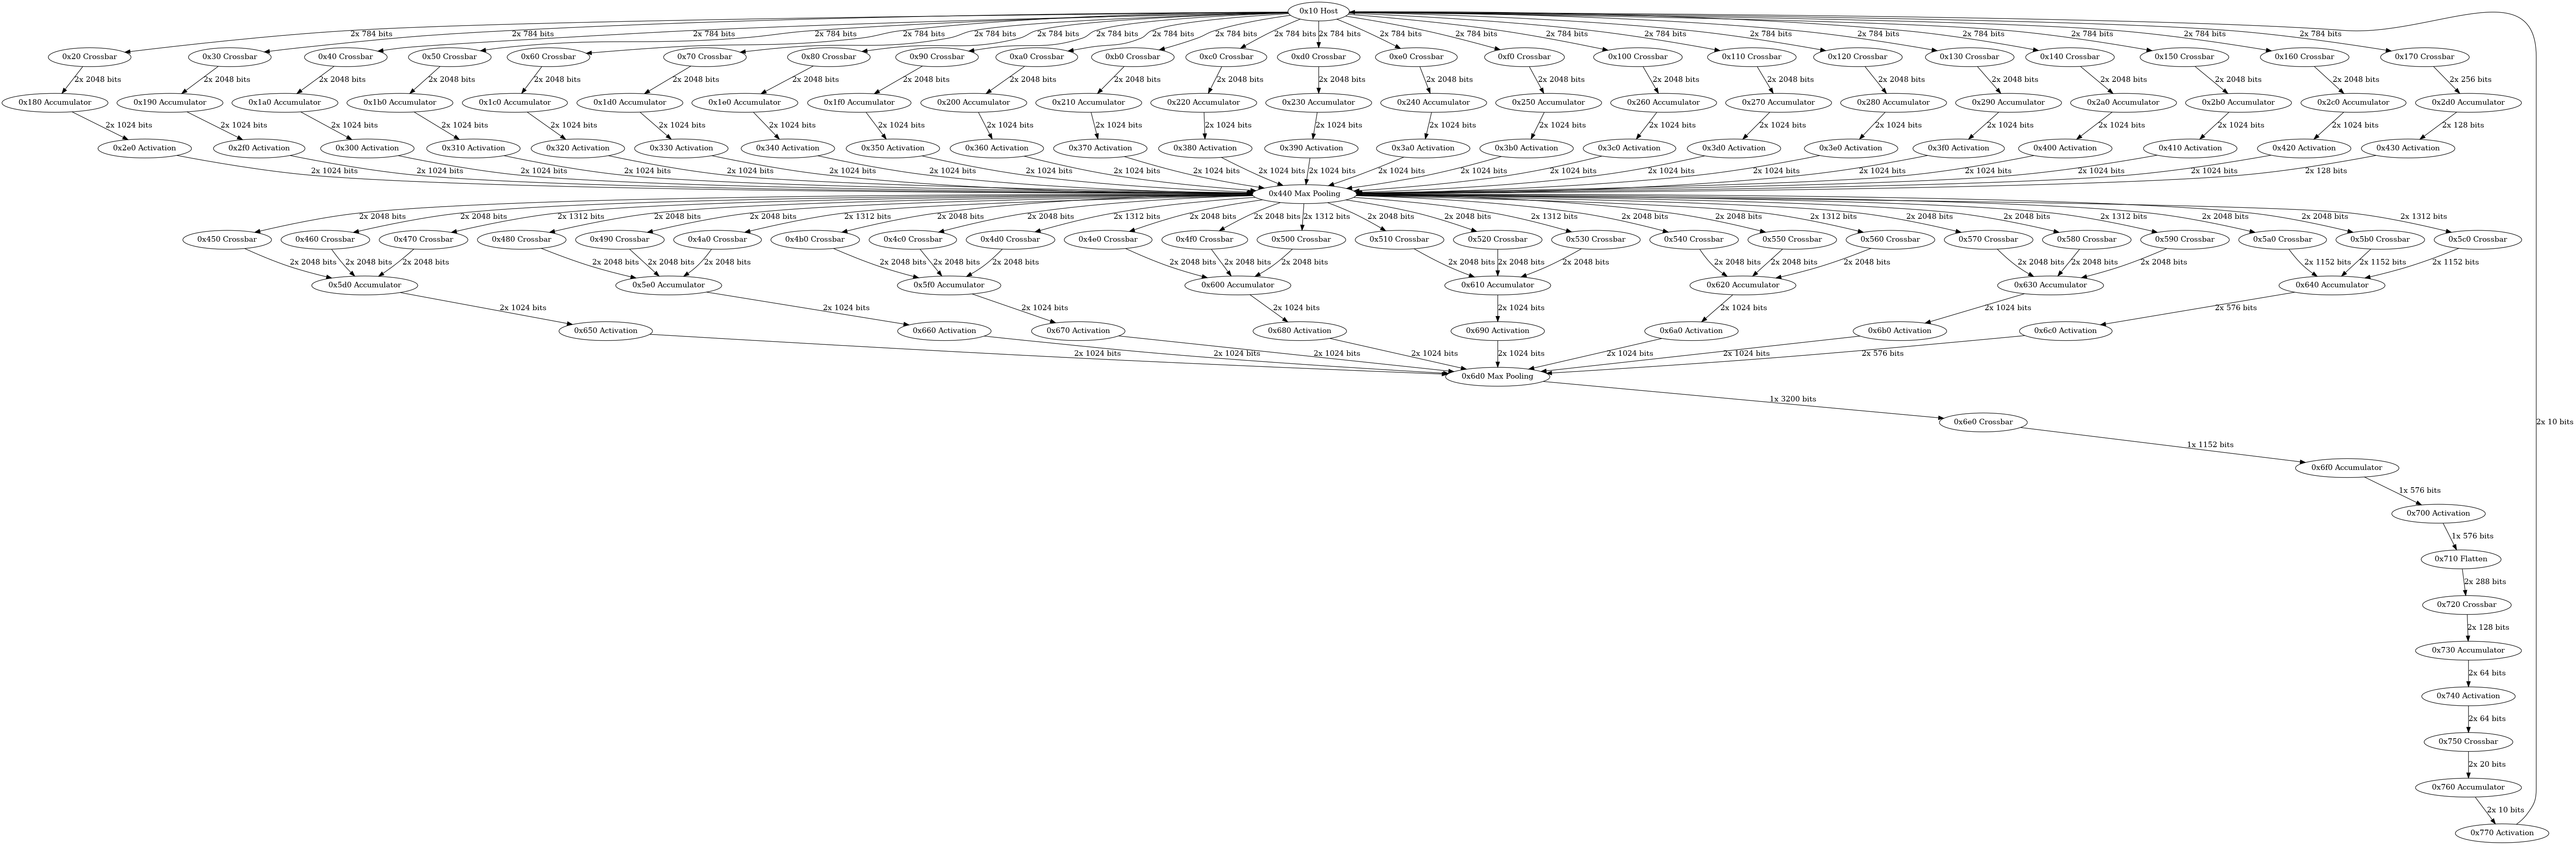 0x10 Host
2x 784 bits 2x 784 bits 2x 784 bits 2x 784 bits 2x 784 bits 2x 784 bits 2x 784 bits 2x 784 bits 2x 784 bits 2x 784 bits 2x 784 bits 2x 784 bits 2x 784 bits 2x 784 bits 2x 784 bits 2x 784 bits 2x 784 bits 2x 784 bits 2x 784 bits 2x 784 bits 2x 784 bits 2x 784 bits
0x20 Crossbar 0x30 Crossbar 0x40 Crossbar 0x50 Crossbar 0x60 Crossbar 0x70 Crossbar 0x80 Crossbar 0x90 Crossbar 0xa0 Crossbar 0xb0 Crossbar 0xc0 Crossbar 0xd0 Crossbar 0xe0 Crossbar 0xf0 Crossbar 0x100 Crossbar 0x110 Crossbar 0x120 Crossbar 0x130 Crossbar 0x140 Crossbar 0x150 Crossbar 0x160 Crossbar 0x170 Crossbar
2x 2048 bits 2x 2048 bits 2x 2048 bits 2x 2048 bits 2x 2048 bits 2x 2048 bits 2x 2048 bits 2x 2048 bits 2x 2048 bits 2x 2048 bits 2x 2048 bits 2x 2048 bits 2x 2048 bits 2x 2048 bits 2x 2048 bits 2x 2048 bits 2x 2048 bits 2x 2048 bits 2x 2048 bits 2x 2048 bits 2x 2048 bits 2x 256 bits
0x180 Accumulator 0x190 Accumulator 0x1a0 Accumulator 0x1b0 Accumulator 0x1c0 Accumulator 0x1d0 Accumulator 0x1e0 Accumulator 0x1f0 Accumulator 0x200 Accumulator 0x210 Accumulator 0x220 Accumulator 0x230 Accumulator 0x240 Accumulator 0x250 Accumulator 0x260 Accumulator 0x270 Accumulator 0x280 Accumulator 0x290 Accumulator 0x2a0 Accumulator 0x2b0 Accumulator 0x2c0 Accumulator 0x2d0 Accumulator
2x 1024 bits 2x 1024 bits 2x 1024 bits 2x 1024 bits 2x 1024 bits 2x 1024 bits 2x 1024 bits 2x 1024 bits 2x 1024 bits 2x 1024 bits 2x 1024 bits 2x 1024 bits 2x 1024 bits 2x 1024 bits 2x 1024 bits 2x 1024 bits 2x 1024 bits 2x 1024 bits 2x 1024 bits 2x 1024 bits 2x 1024 bits 2x 128 bits
0x2e0 Activation 0x2f0 Activation 0x300 Activation 0x310 Activation 0x320 Activation 0x330 Activation 0x340 Activation 0x350 Activation 0x360 Activation 0x370 Activation 0x380 Activation 0x390 Activation 0x3a0 Activation 0x3b0 Activation 0x3c0 Activation 0x3d0 Activation 0x3e0 Activation 0x3f0 Activation 0x400 Activation 0x410 Activation 0x420 Activation 0x430 Activation
2x 1024 bits 2x 1024 bits 2x 1024 bits 2x 1024 bits 2x 1024 bits 2x 1024 bits 2x 1024 bits 2x 1024 bits 2x 1024 bits 2x 1024 bits 2x 1024 bits 2x 1024 bits 2x 1024 bits 2x 1024 bits 2x 1024 bits 2x 1024 bits 2x 1024 bits 2x 1024 bits 2x 1024 bits 2x 1024 bits 2x 1024 bits 2x 128 bits
0x440 Max Pooling
2x 2048 bits 2x 2048 bits 2x 1312 bits 2x 2048 bits 2x 2048 bits 2x 1312 bits 2x 2048 bits 2x 2048 bits 2x 1312 bits 2x 2048 bits 2x 2048 bits 2x 1312 bits 2x 2048 bits 2x 2048 bits 2x 1312 bits 2x 2048 bits 2x 2048 bits 2x 1312 bits 2x 2048 bits 2x 2048 bits 2x 1312 bits 2x 2048 bits 2x 2048 bits 2x 1312 bits
0x450 Crossbar 0x460 Crossbar 0x470 Crossbar 0x480 Crossbar 0x490 Crossbar 0x4a0 Crossbar 0x4b0 Crossbar 0x4c0 Crossbar 0x4d0 Crossbar 0x4e0 Crossbar 0x4f0 Crossbar 0x500 Crossbar 0x510 Crossbar 0x520 Crossbar 0x530 Crossbar 0x540 Crossbar 0x550 Crossbar 0x560 Crossbar 0x570 Crossbar 0x580 Crossbar 0x590 Crossbar 0x5a0 Crossbar 0x5b0 Crossbar 0x5c0 Crossbar
2x 2048 bits 2x 2048 bits 2x 2048 bits 2x 2048 bits 2x 2048 bits 2x 2048 bits 2x 2048 bits 2x 2048 bits 2x 2048 bits 2x 2048 bits 2x 2048 bits 2x 2048 bits 2x 2048 bits 2x 2048 bits 2x 2048 bits 2x 2048 bits 2x 2048 bits 2x 2048 bits 2x 2048 bits 2x 2048 bits 2x 2048 bits 2x 1152 bits 2x 1152 bits 2x 1152 bits
0x5d0 Accumulator 0x5e0 Accumulator 0x5f0 Accumulator 0x600 Accumulator 0x610 Accumulator 0x620 Accumulator 0x630 Accumulator 0x640 Accumulator
2x 1024 bits 2x 1024 bits 2x 1024 bits 2x 1024 bits 2x 1024 bits 2x 1024 bits 2x 1024 bits 2x 576 bits
0x650 Activation 0x660 Activation 0x670 Activation 0x680 Activation 0x690 Activation 0x6a0 Activation 0x6b0 Activation 0x6c0 Activation
2x 1024 bits 2x 1024 bits 2x 1024 bits 2x 1024 bits 2x 1024 bits 2x 1024 bits 2x 1024 bits 2x 576 bits
0x6d0 Max Pooling
1x 3200 bits
0x6e0 Crossbar 2x 10 bits
1x 1152 bits
0x6f0 Accumulator
1x 576 bits
0x700 Activation
1x 576 bits
0x710 Flatten
2x 288 bits
0x720 Crossbar
2x 128 bits
0x730 Accumulator
2x 64 bits
0x740 Activation
2x 64 bits
0x750 Crossbar
2x 20 bits
0x760 Accumulator
2x 10 bits
0x770 Activation